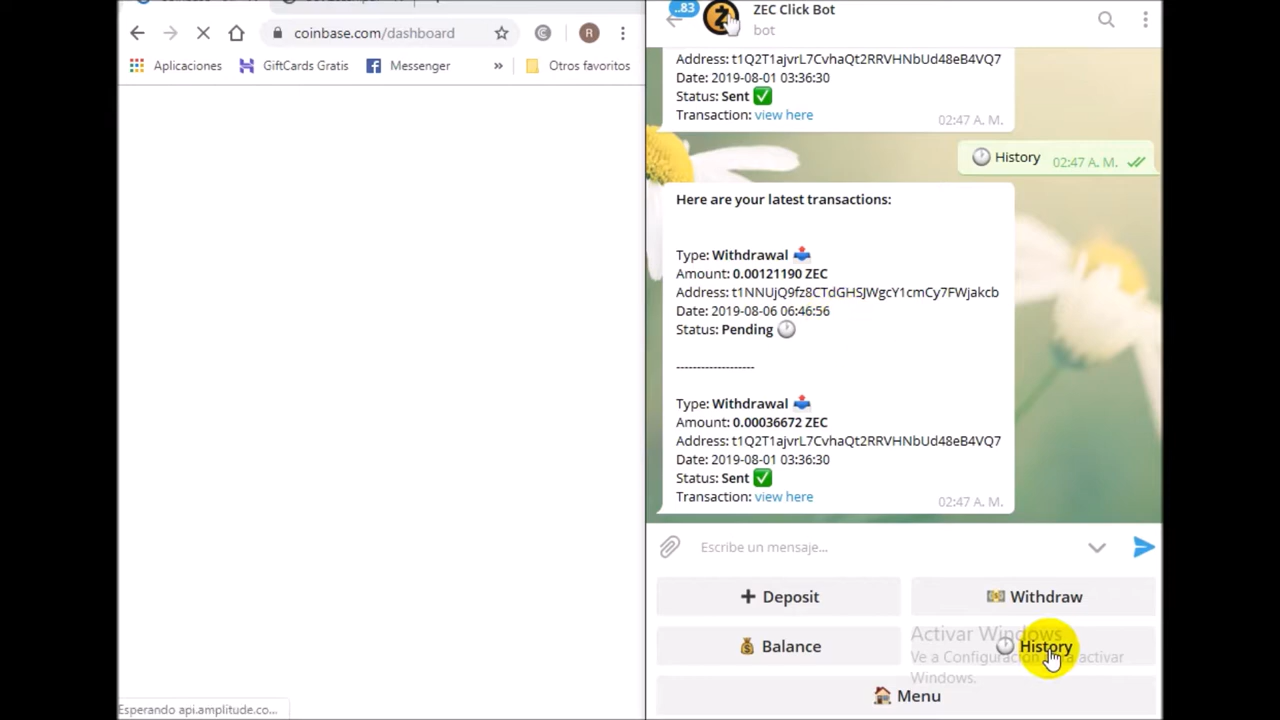 coinbase.com/dashboard
R
Aplicaciones
GiftCards Gratis
Messenger
»
Otros favoritos
Esperando api.amplitude.co...
..83
ZEC Click Bot
bot
Address: t1Q2T1ajvrL7CvhaQt2RRVHNbUd48eB4VQ7
Date: 2019-08-01 03:36:30
Status: Sent ✅
Transaction: view here
02:47 A. M.
History
02:47 A. M.
Here are your latest transactions:
Type: Withdrawal 📤
Amount: 0.00121190 ZEC
Address: t1NNUjQ9fz8CTdGHSJWgcY1cmCy7FWjakcb
Date: 2019-08-06 06:46:56
Status: Pending 🕐
------------------
Type: Withdrawal 📤
Amount: 0.00036672 ZEC
Address: t1Q2T1ajvrL7CvhaQt2RRVHNbUd48eB4VQ7
Date: 2019-08-01 03:36:30
Status: Sent ✅
Transaction: view here
02:47 A. M.
Escribe un mensaje...
➕ Deposit
💵 Withdraw
💰 Balance
🕐 History
🏠 Menu
Activar Windows
Ve a Configuración para activar
Windows.